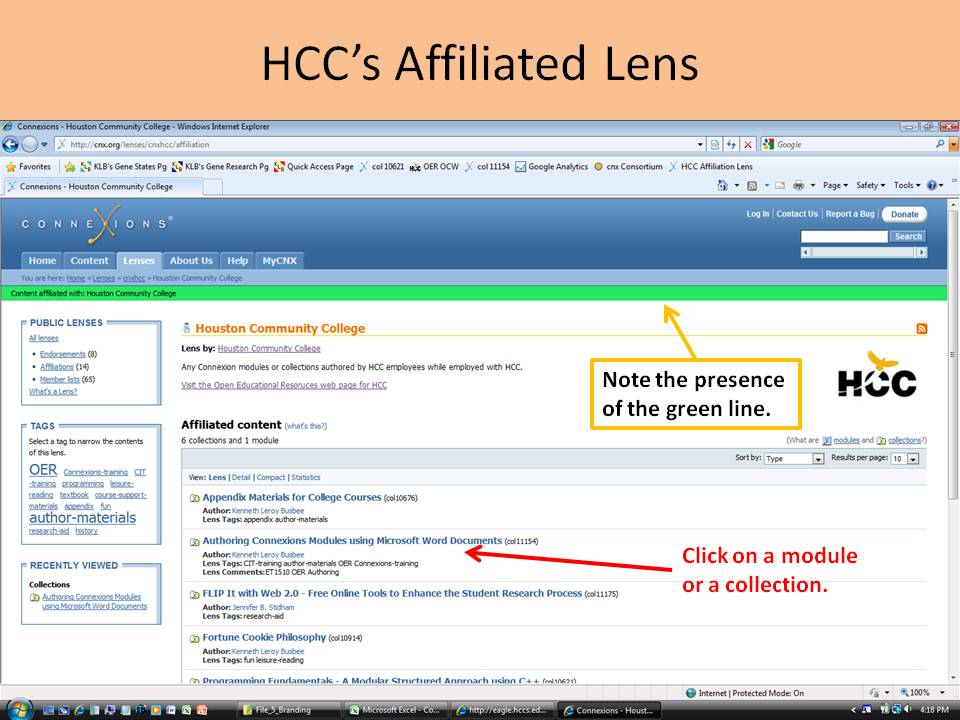 HCC's Affiliated Lens
Connexions - Houston Community College - Windows Internet Explorer
http://cnx.org/lenses/cnxhcc/affiliation
Google
Favorites KLB's Gene States Pg KLB's Gene Research Pg Quick Access Page col 10621 OER OCW col 11154 Google Analytics cnx Consortium HCC Affiliation Lens
Connexions - Houston Community College
Page Safety Tools
CONNEXIONS®
Log In | Contact Us | Report a Bug | Donate
Search
Home Content Lenses About Us Help MyCNX
You are here: Home » Lenses » cnxhcc » Houston Community College
Content affiliated with: Houston Community College
PUBLIC LENSES
All lenses
Endorsements (8)
Affiliations (14)
Member lists (65)
What's a Lens?
TAGS
Select a tag to narrow the contents
of this lens.
OER Connexions-training CIT
-training programming leisure-
reading textbook course-support-
materials appendix fun
author-materials
research-aid history
RECENTLY VIEWED
Collections
Authoring Connexions Modules
using Microsoft Word Documents
Houston Community College
Lens by: Houston Community College
Any Connexion modules or collections authored by HCC employees while employed with HCC.
Visit the Open Educational Resoruces web page for HCC
HCC
Note the presence
of the green line.
Affiliated content (what's this?)
6 collections and 1 module
(What are modules and collections?)
Sort by: Type Results per page: 10
View: Lens | Detail | Compact | Statistics
Appendix Materials for College Courses (col10676)
Author: Kenneth Leroy Busbee
Lens Tags: appendix author-materials
Authoring Connexions Modules using Microsoft Word Documents (col11154)
Author: Kenneth Leroy Busbee
Lens Tags: CIT-training author-materials OER Connexions-training
Lens Comments:ET1510 OER Authoring
Click on a module
or a collection.
FLIP It with Web 2.0 - Free Online Tools to Enhance the Student Research Process (col11175)
Author: Jennifer B. Stidham
Lens Tags: research-aid
Fortune Cookie Philosophy (col10914)
Author: Kenneth Leroy Busbee
Lens Tags: fun leisure-reading
Programming Fundamentals - A Modular Structured Approach using C++ (col10621)
Internet | Protected Mode: On
100%
File_5_Branding Microsoft Excel - Co... http://eagle.hccs.ed... Connexions - Houst...
4:18 PM